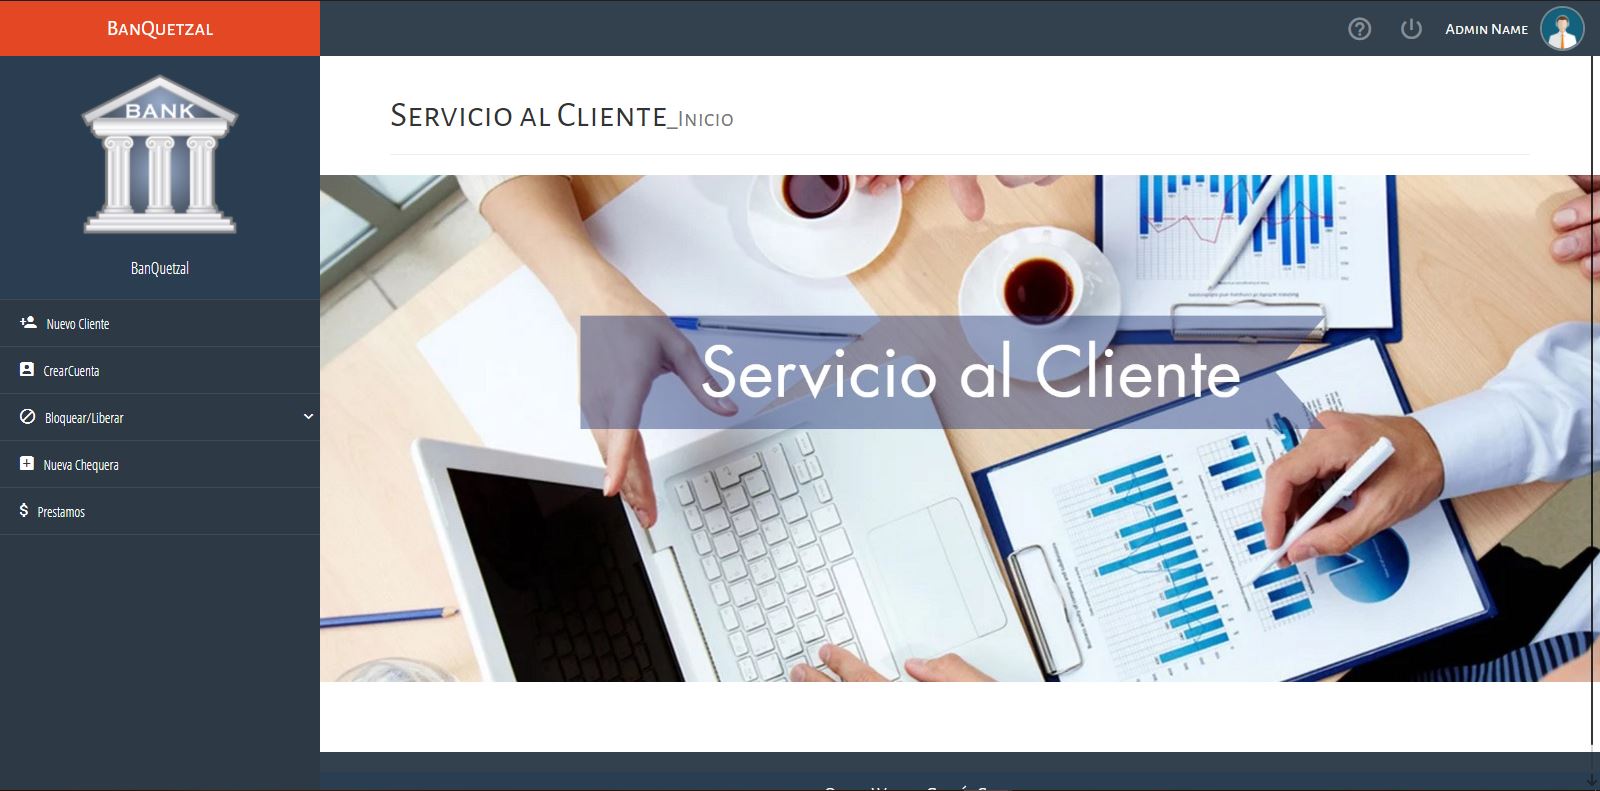 BanQuetzal
Admin Name
BANK
BanQuetzal
Nuevo Cliente
CrearCuenta
Bloquear/Liberar
Nueva Chequera
Prestamos
Servicio al Cliente_Inicio
Servicio al Cliente